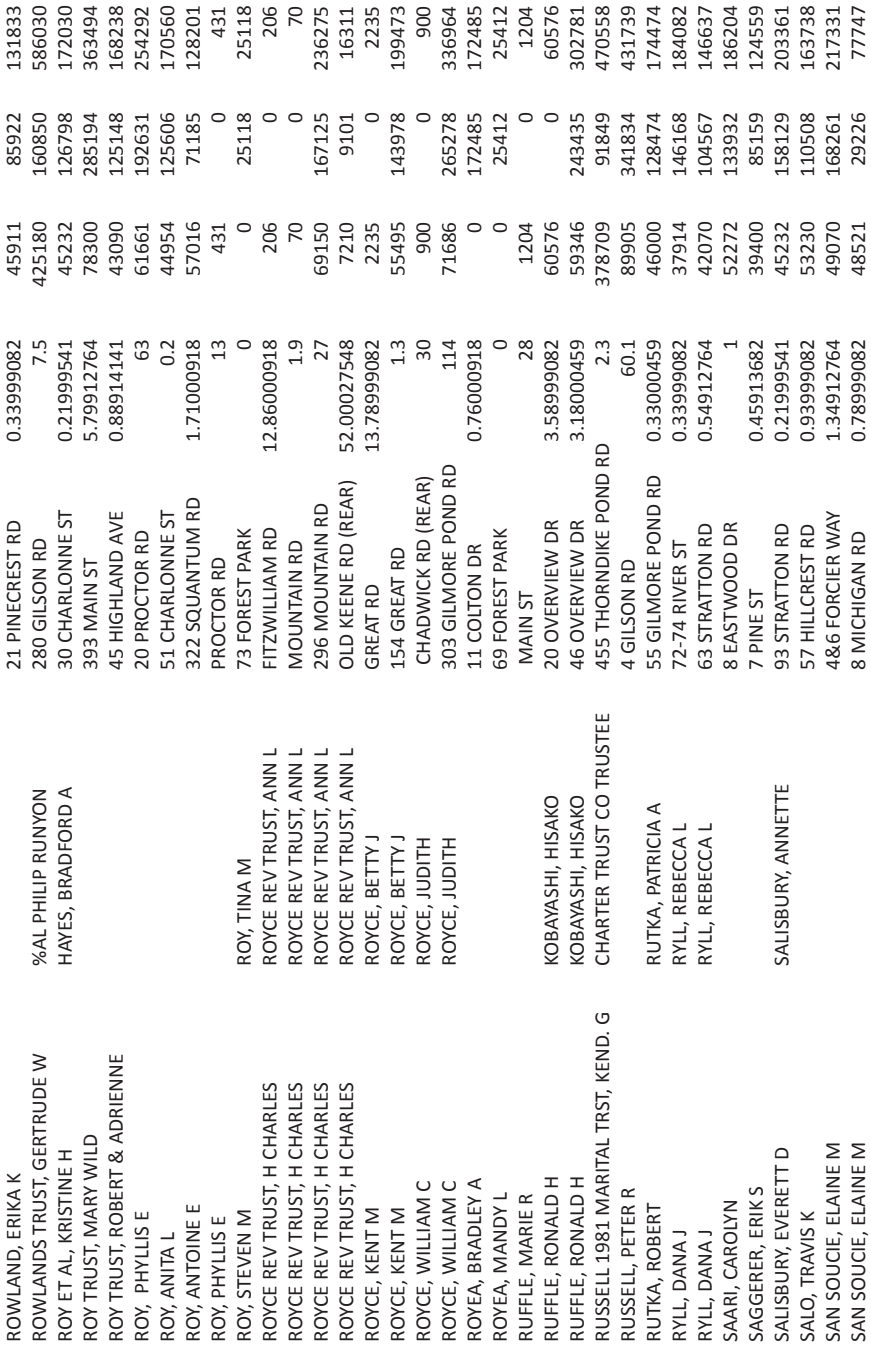 ROWLAND, ERIKA K 21 PINECREST RD 0.33999082 45911 85922 131833
ROWLANDS TRUST, GERTRUDE W %AL PHILIP RUNYON 280 GILSON RD 7.5 425180 160850 586030
ROY ET AL, KRISTINE H HAYES, BRADFORD A 30 CHARLONNE ST 0.21999541 45232 126798 172030
ROY TRUST, MARY WILD 393 MAIN ST 5.79912764 78300 285194 363494
ROY TRUST, ROBERT & ADRIENNE 45 HIGHLAND AVE 0.88914141 43090 125148 168238
ROY, PHYLLIS E 20 PROCTOR RD 63 61661 192631 254292
ROY, ANITA L 51 CHARLONNE ST 0.2 44954 125606 170560
ROY, ANTOINE E 322 SQUANTUM RD 1.71000918 57016 71185 128201
ROY, PHYLLIS E PROCTOR RD 13 431 0 431
ROY, STEVEN M ROY, TINA M 73 FOREST PARK 0 0 25118 25118
ROYCE REV TRUST, H CHARLES ROYCE REV TRUST, ANN L FITZWILLIAM RD 12.86000918 206 0 206
ROYCE REV TRUST, H CHARLES ROYCE REV TRUST, ANN L MOUNTAIN RD 1.9 70 0 70
ROYCE REV TRUST, H CHARLES ROYCE REV TRUST, ANN L 296 MOUNTAIN RD 27 69150 167125 236275
ROYCE REV TRUST, H CHARLES ROYCE REV TRUST, ANN L OLD KEENE RD (REAR) 52.00027548 7210 9101 16311
ROYCE, KENT M ROYCE, BETTY J GREAT RD 13.78999082 2235 0 2235
ROYCE, KENT M ROYCE, BETTY J 154 GREAT RD 1.3 55495 143978 199473
ROYCE, WILLIAM C ROYCE, JUDITH CHADWICK RD (REAR) 30 900 0 900
ROYCE, WILLIAM C ROYCE, JUDITH 303 GILMORE POND RD 114 71686 265278 336964
ROYEA, BRADLEY A 11 COLTON DR 0.76000918 0 172485 172485
ROYEA, MANDY L 69 FOREST PARK 0 0 25412 25412
RUFFLE, MARIE R MAIN ST 28 1204 0 1204
RUFFLE, RONALD H KOBAYASHI, HISAKO 20 OVERVIEW DR 3.58999082 60576 0 60576
RUFFLE, RONALD H KOBAYASHI, HISAKO 46 OVERVIEW DR 3.18000459 59346 243435 302781
RUSSELL 1981 MARITAL TRST, KEND. G CHARTER TRUST CO TRUSTEE 455 THORNDIKE POND RD 2.3 378709 91849 470558
RUSSELL, PETER R 4 GILSON RD 60.1 89905 341834 431739
RUTKA, ROBERT RUTKA, PATRICIA A 55 GILMORE POND RD 0.33000459 46000 128474 174474
RYLL, DANA J RYLL, REBECCA L 72-74 RIVER ST 0.33999082 37914 146168 184082
RYLL, DANA J RYLL, REBECCA L 63 STRATTON RD 0.54912764 42070 104567 146637
SAARI, CAROLYN 8 EASTWOOD DR 1 52272 133932 186204
SAGGERER, ERIK S 7 PINE ST 0.45913682 39400 85159 124559
SALISBURY, EVERETT D SALISBURY, ANNETTE 93 STRATTON RD 0.21999541 45232 158129 203361
SALO, TRAVIS K 57 HILLCREST RD 0.93999082 53230 110508 163738
SAN SOUCIE, ELAINE M 4&6 FORCIER WAY 1.34912764 49070 168261 217331
SAN SOUCIE, ELAINE M 8 MICHIGAN RD 0.78999082 48521 29226 77747